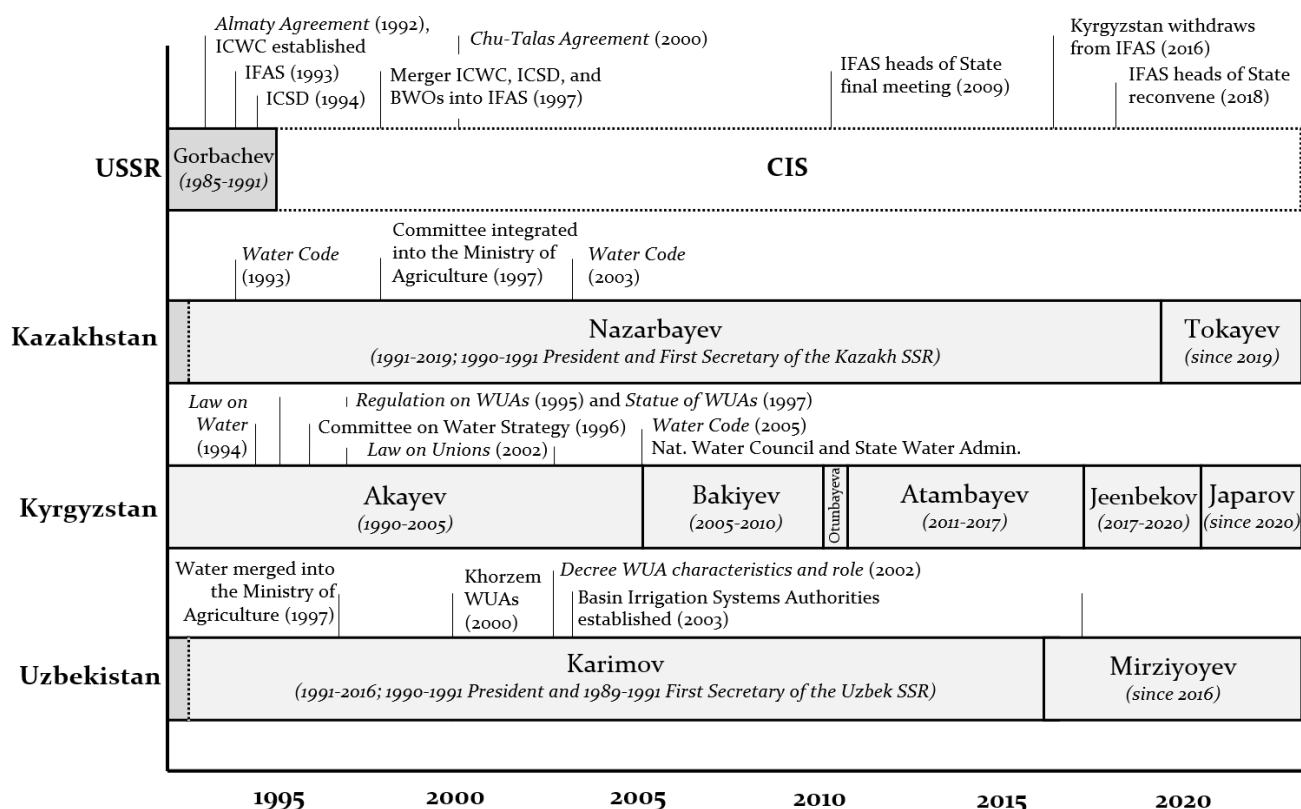 Almaty Agreement (1992),
ICWC established
IFAS (1993)
ICSD (1994)
Chu-Talas Agreement (2000)
Merger ICWC, ICSD, and
BWOs into IFAS (1997)
IFAS heads of State
final meeting (2009)
Kyrgyzstan withdraws
from IFAS (2016)
IFAS heads of State
reconvene (2018)
USSR
Gorbachev
(1985-1991)
CIS
Water Code
(1993)
Committee integrated
into the Ministry of
Agriculture (1997)
Water Code
(2003)
Kazakhstan
Nazarbayev
(1991-2019; 1990-1991 President and First Secretary of the Kazakh SSR)
Tokayev
(since 2019)
Law on
Water
(1994)
Regulation on WUAs (1995) and Statue of WUAs (1997)
Committee on Water Strategy (1996)
Law on Unions (2002)
Water Code (2005)
Nat. Water Council and State Water Admin.
Kyrgyzstan
Akayev
(1990-2005)
Bakiyev
(2005-2010)
Otunbayeva
Atambayev
(2011-2017)
Jeenbekov
(2017-2020)
Japarov
(since 2020)
Water merged into
the Ministry of
Agriculture (1997)
Khorzem
WUAs
(2000)
Decree WUA characteristics and role (2002)
Basin Irrigation Systems Authorities
established (2003)
Uzbekistan
Karimov
(1991-2016; 1990-1991 President and 1989-1991 First Secretary of the Uzbek SSR)
Mirziyoyev
(since 2016)
1995
2000
2005
2010
2015
2020